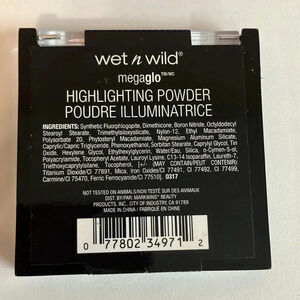 wet n wild®
megaglo™/MC
HIGHLIGHTING POWDER
POUDRE ILLUMINATRICE
INGREDIENTS: Synthetic Fluorphlogopite, Dimethicone, Boron Nitride, Octyldodecyl
Stearoyl Stearate, Trimethylsiloxysilicate, Nylon-12, Ethyl Macadamiate,
Polysorbate 20, Phytosteryl Macadamiate, Magnesium Aluminum Silicate,
Caprylic/Capric Triglyceride, Phenoxyethanol, Sorbitan Stearate, Caprylyl Glycol, Tin
Oxide, Hexylene Glycol, Ethylhexylglycerin, Water/Eau, Silica, o-Cymen-5-ol,
Polyacrylamide, Tocopheryl Acetate, Lauroyl Lysine, C13-14 Isoparaffin, Laureth-7,
Triethoxycaprylylsilane, Tocopherol, [+/- MAY CONTAIN/PEUT CONTENIR:
Titanium Dioxide/CI 77891, Mica, Iron Oxides/CI 77491, CI 77492, CI 77499,
Carmine/CI 75470, Ferric Ferrocyanide/CI 77510]. 0317
NOT TESTED ON ANIMALS/NON TESTÉ SUR DES ANIMAUX
DIST. BY/PAR: MARKWINS® BEAUTY
PRODUCTS, INC., CITY OF INDUSTRY, CA 91789
MADE IN CHINA / FABRIQUÉ EN CHINE
0 77802 34971 2